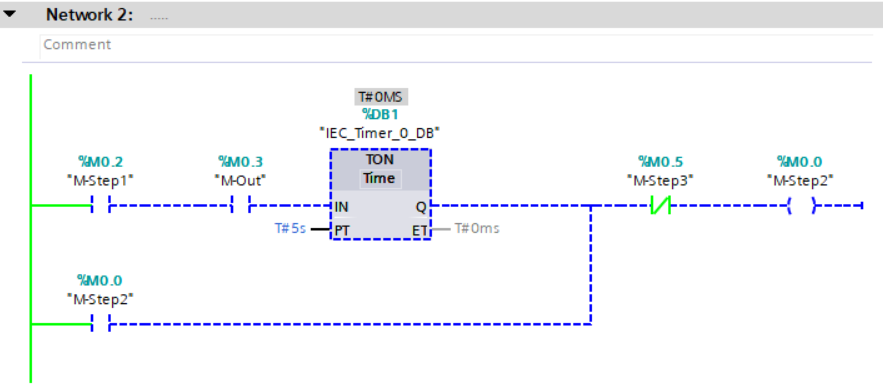 Network 2: .....
Comment
T#0MS
%DB1
"IEC_Timer_0_DB"
%M0.2 %M0.3 TON %M0.5 %M0.0
"M-Step1" "M-Out" Time "M-Step3" "M-Step2"
IN Q
T#5s PT ET T#0ms
%M0.0
"M-Step2"